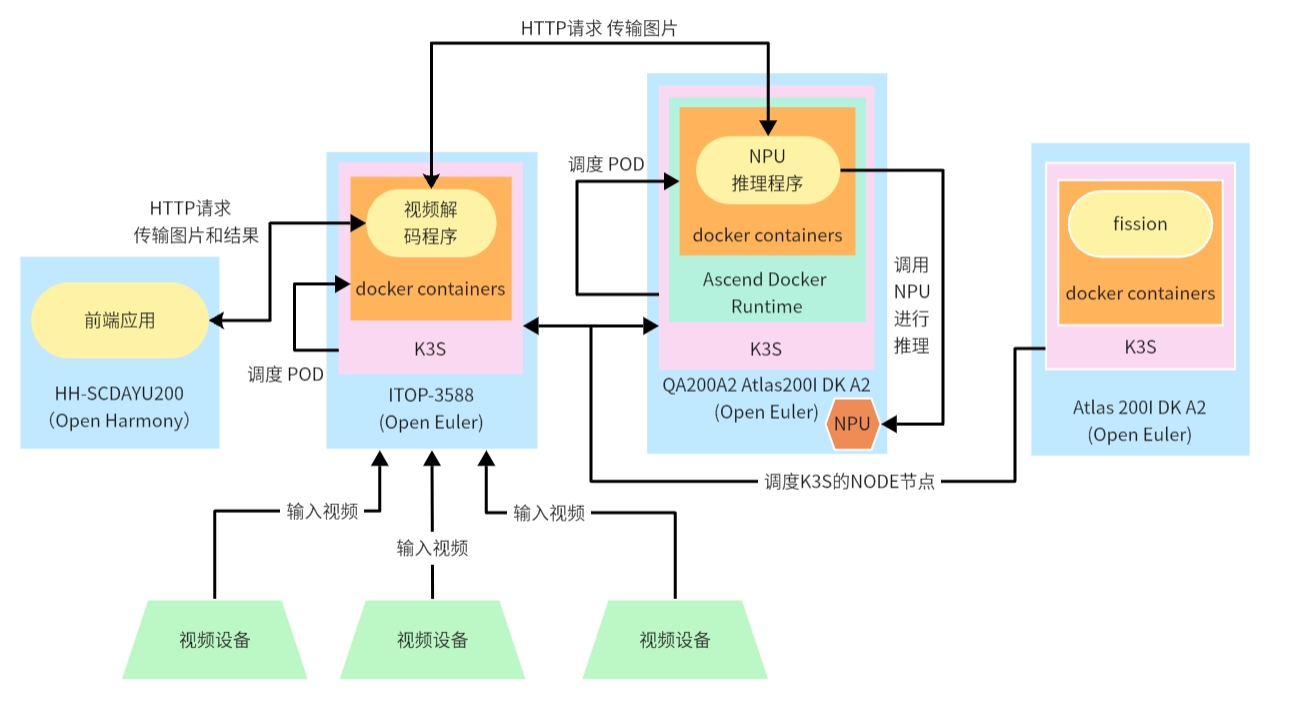 HTTP请求 传输图片
HTTP请求
传输图片和结果
前端应用
HH-SCDAYU200
（Open Harmony）
视频解
码程序
docker containers
K3S
调度 POD
ITOP-3588
(Open Euler)
调度 POD
NPU
推理程序
docker containers
Ascend Docker
Runtime
K3S
QA200A2 Atlas200I DK A2
(Open Euler)
NPU
调用
NPU
进行
推理
fission
docker containers
K3S
Atlas 200I DK A2
(Open Euler)
调度K3S的NODE节点
输入视频
输入视频
输入视频
视频设备
视频设备
视频设备